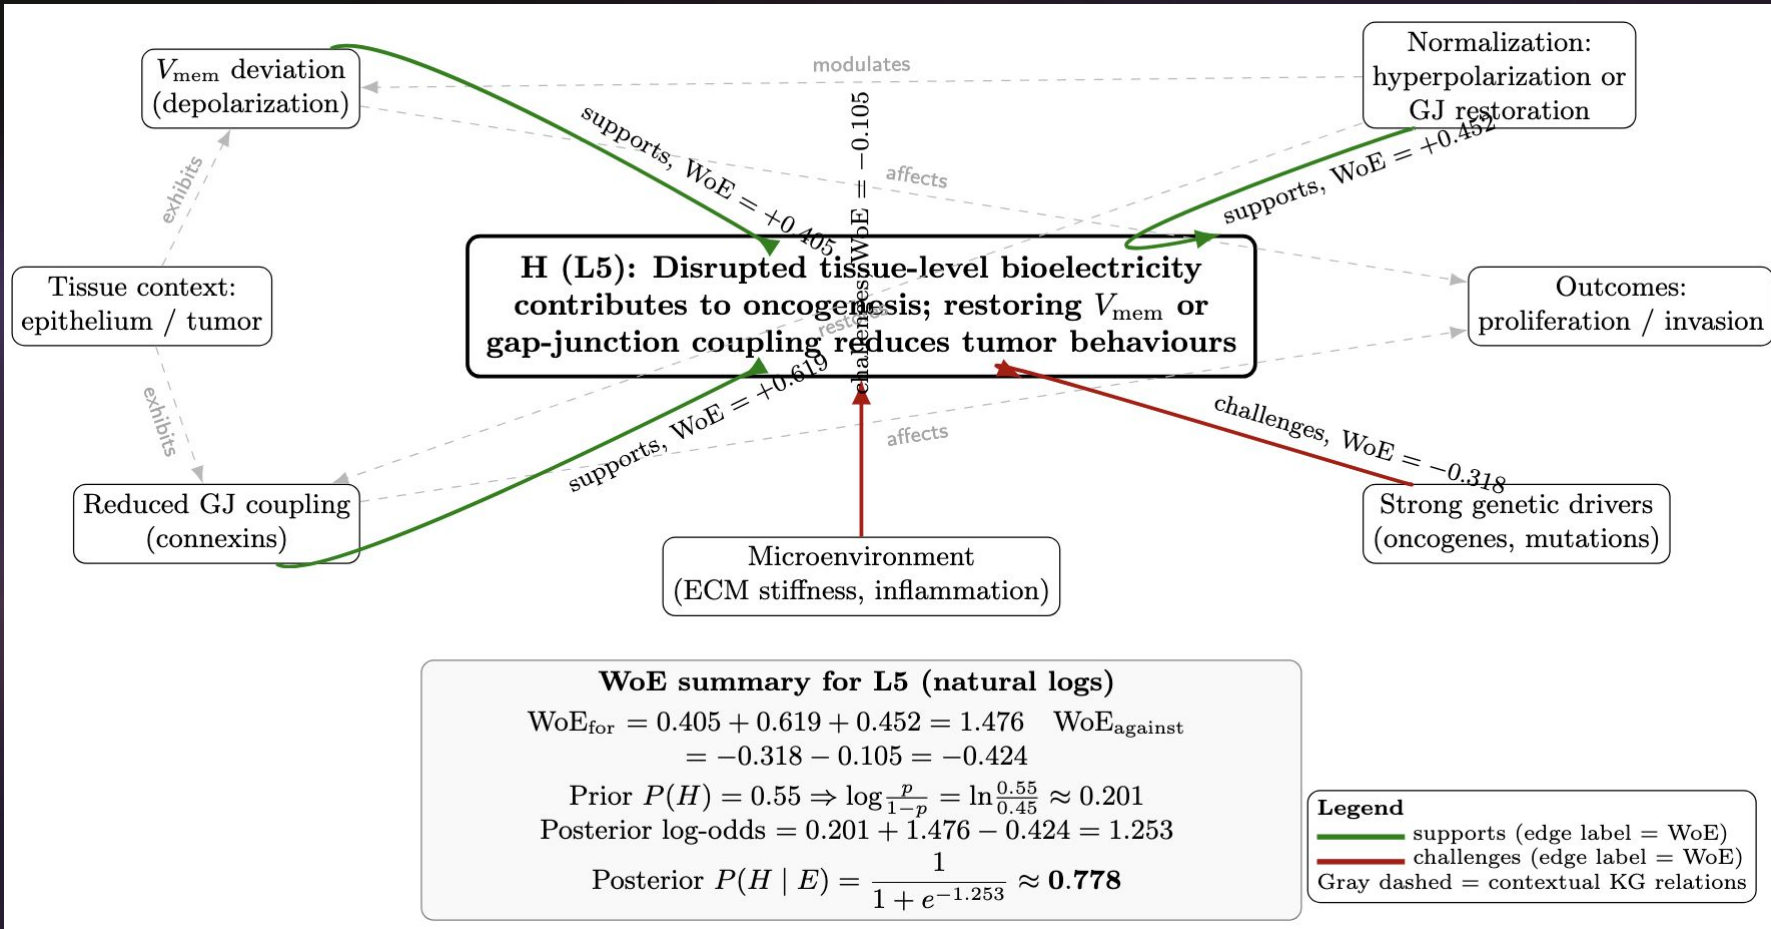 V_mem deviation
(depolarization)
modulates
Normalization:
hyperpolarization or
GJ restoration
supports, WoE = +0.405
challenges, WoE = −0.105
supports, WoE = +0.452
exhibits
affects
Tissue context:
epithelium / tumor
H (L5): Disrupted tissue-level bioelectricity
contributes to oncogenesis; restoring V_mem or
gap-junction coupling reduces tumor behaviours
restores
Outcomes:
proliferation / invasion
exhibits
supports, WoE = +0.619
affects
challenges, WoE = −0.318
Reduced GJ coupling
(connexins)
Microenvironment
(ECM stiffness, inflammation)
Strong genetic drivers
(oncogenes, mutations)
WoE summary for L5 (natural logs)
WoE_for = 0.405 + 0.619 + 0.452 = 1.476 WoE_against
= −0.318 − 0.105 = −0.424
Prior P(H) = 0.55 ⇒ log p/(1−p) = ln 0.55/0.45 ≈ 0.201
Posterior log-odds = 0.201 + 1.476 − 0.424 = 1.253
Posterior P(H | E) = 1/(1 + e^−1.253) ≈ 0.778
Legend
supports (edge label = WoE)
challenges (edge label = WoE)
Gray dashed = contextual KG relations